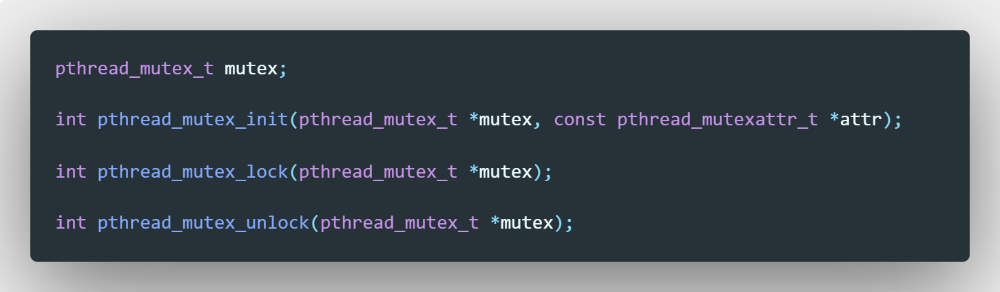 pthread_mutex_t mutex;
int pthread_mutex_init(pthread_mutex_t *mutex, const pthread_mutexattr_t *attr);
int pthread_mutex_lock(pthread_mutex_t *mutex);
int pthread_mutex_unlock(pthread_mutex_t *mutex);